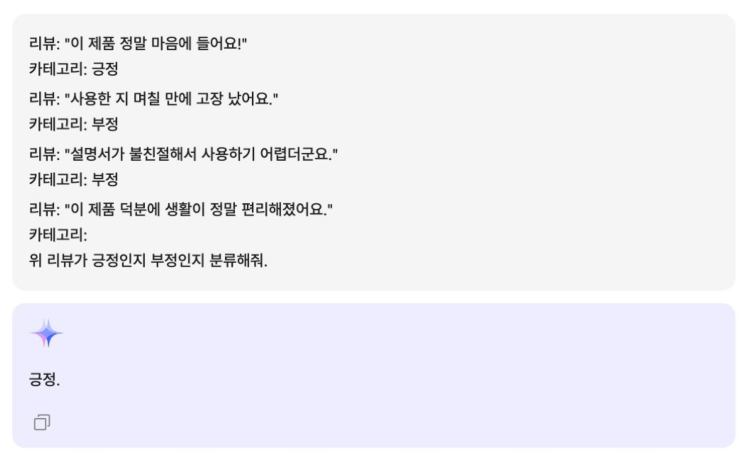 리뷰: "이 제품 정말 마음에 들어요!"
카테고리: 긍정
리뷰: "사용한 지 며칠 만에 고장 났어요."
카테고리: 부정
리뷰: "설명서가 불친절해서 사용하기 어렵더군요."
카테고리: 부정
리뷰: "이 제품 덕분에 생활이 정말 편리해졌어요."
카테고리:
위 리뷰가 긍정인지 부정인지 분류해줘.
긍정.